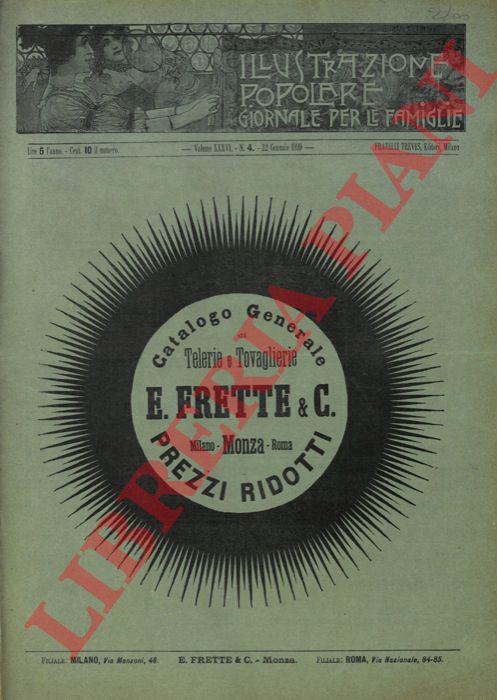 ILLUSTRAZIONE
POPOLARE
GIORNALE PER LE FAMIGLIE
Lire 5 l'anno. - Cent. 10 il numero.
— Volume XXXVI. - N. 4. - 22 Gennaio 1899 —
FRATELLI TREVES, Editori, Milano
Catalogo Generale
Telerie e Tovaglierie
E. FRETTE & C.
Milano - Monza - Roma
PREZZI RIDOTTI
LIBRERIA PIANI
FILIALE: MILANO, Via Manzoni, 46.
E. FRETTE & C. - Monza.
FILIALE: ROMA, Via Nazionale, 84-85.